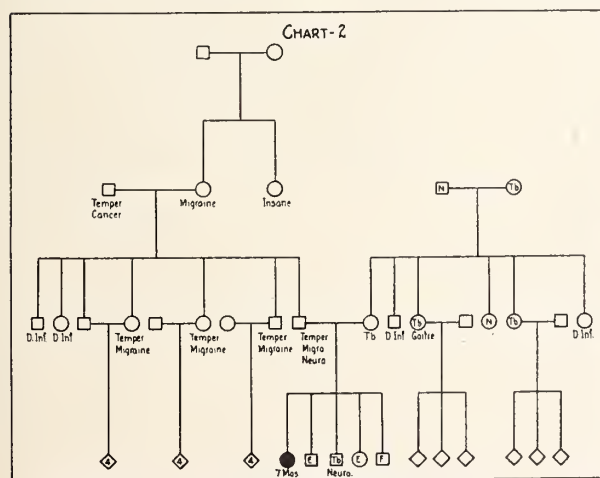 CHART-2
N Tb
Temper
Cancer
Migraine
Insane
D. Inf. D Inf
Temper
Migraine
Temper
Migraine
Temper
Migraine
Temper
Migra
Neuro
Tb
D Inf
Tb
Goitre
N
Tb
D Inf.
4 4 4
E Tb E F
7 Mos
Neuro.